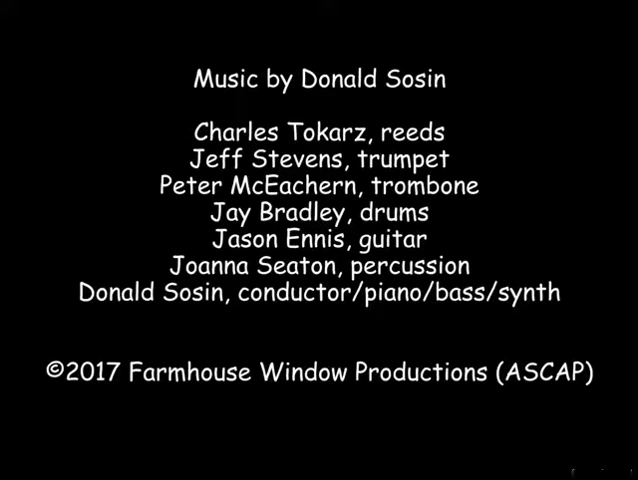 Music by Donald Sosin
Charles Tokarz, reeds
Jeff Stevens, trumpet
Peter McEachern, trombone
Jay Bradley, drums
Jason Ennis, guitar
Joanna Seaton, percussion
Donald Sosin, conductor/piano/bass/synth
©2017 Farmhouse Window Productions (ASCAP)